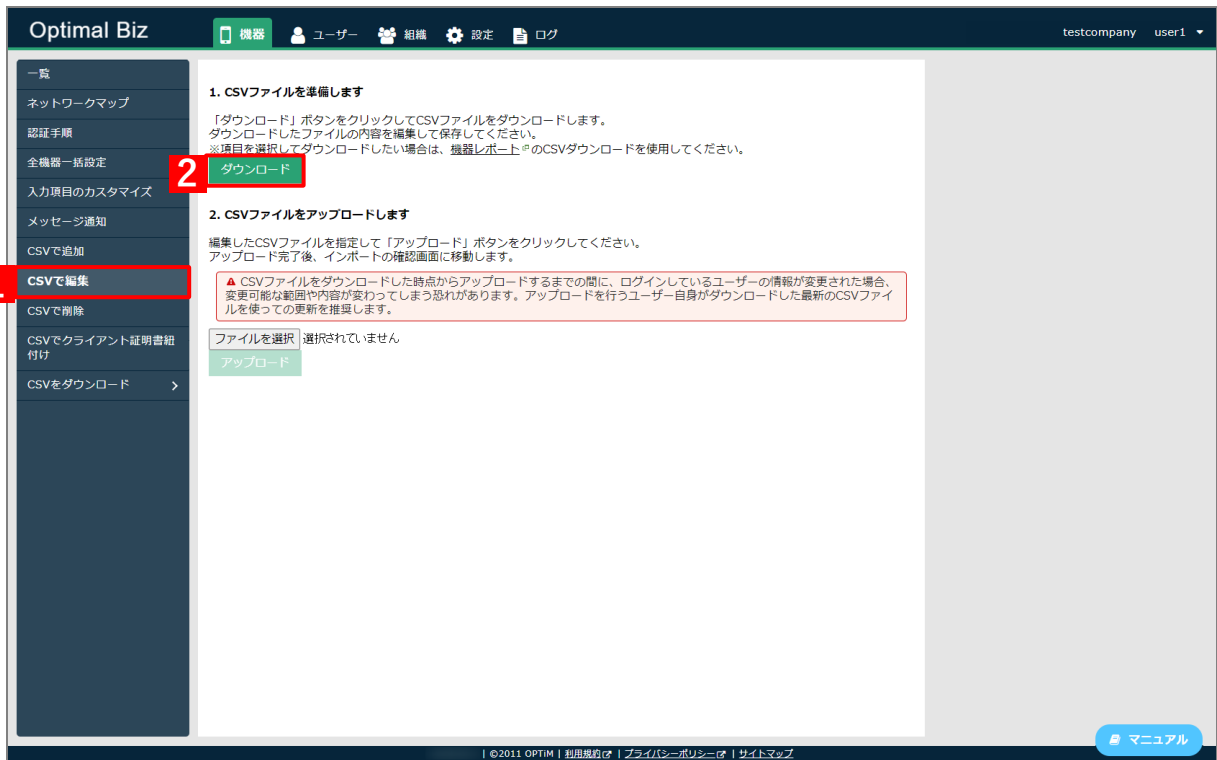 Optimal Biz
機器
ユーザー
組織
設定
ログ
testcompany user1
一覧
ネットワークマップ
認証手順
全機器一括設定
入力項目のカスタマイズ
メッセージ通知
CSVで追加
CSVで編集
CSVで削除
CSVでクライアント証明書紐
付け
CSVをダウンロード
1. CSVファイルを準備します
「ダウンロード」ボタンをクリックしてCSVファイルをダウンロードします。
ダウンロードしたファイルの内容を編集して保存してください。
※項目を選択してダウンロードしたい場合は、機器レポートのCSVダウンロードを使用してください。
2
ダウンロード
2. CSVファイルをアップロードします
編集したCSVファイルを指定して「アップロード」ボタンをクリックしてください。
アップロード完了後、インポートの確認画面に移動します。
CSVファイルをダウンロードした時点からアップロードするまでの間に、ログインしているユーザーの情報が変更された場合、
変更可能な範囲や内容が変わってしまう恐れがあります。アップロードを行うユーザー自身がダウンロードした最新のCSVファイ
ルを使っての更新を推奨します。
ファイルを選択 選択されていません
アップロード
マニュアル
| ©2011 OPTiM | 利用規約 | プライバシーポリシー | サイトマップ